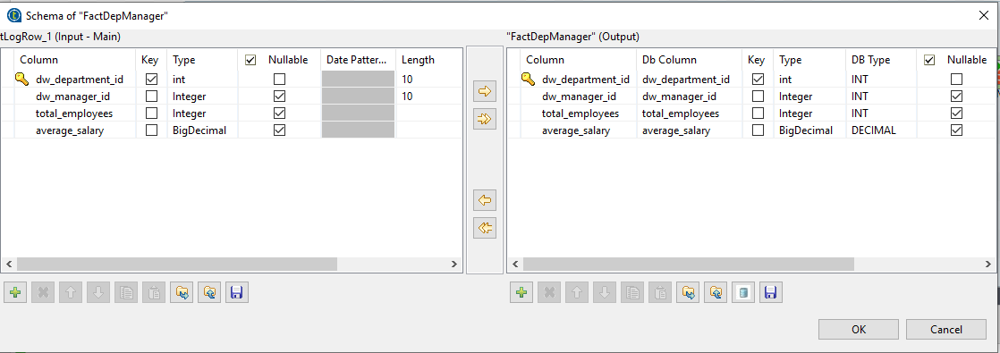 Schema of "FactDepManager"
tLogRow_1 (Input - Main)
Column Key Type Nullable Date Patter... Length
dw_department_id int 10
dw_manager_id Integer 10
total_employees Integer
average_salary BigDecimal
"FactDepManager" (Output)
Column Db Column Key Type DB Type Nullable
dw_department_id dw_department_id int INT
dw_manager_id dw_manager_id Integer INT
total_employees total_employees Integer INT
average_salary average_salary BigDecimal DECIMAL
OK Cancel